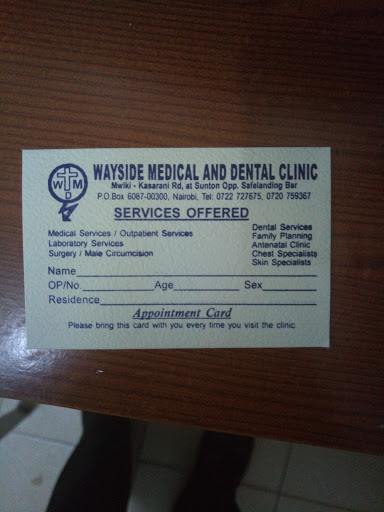 W M
D
WAYSIDE MEDICAL AND DENTAL CLINIC
Mwiki - Kasarani Rd, at Sunton Opp. Safelanding Bar
P.O.Box 6087-00300, Nairobi, Tel: 0722 727675, 0720 759367
SERVICES OFFERED
Medical Services / Outpatient Services
Laboratory Services
Surgery / Male Circumcision
Dental Services
Family Planning
Antenatal Clinic
Chest Specialists
Skin Specialists
Name
OP/No. Age Sex
Residence
Appointment Card
Please bring this card with you every time you visit the clinic